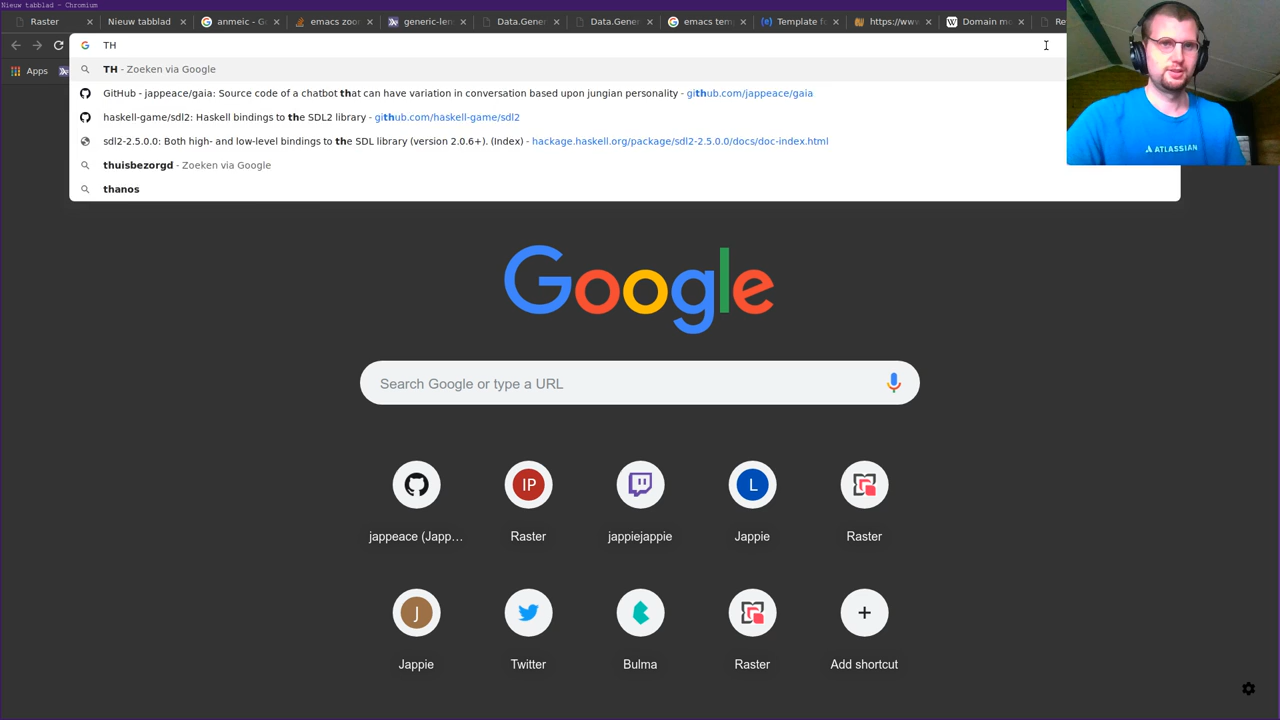 Nieuw tabblad - Chromium
Raster
Nieuw tabblad
anmeic - G
emacs zoo
generic-len
Data.Gener
Data.Gener
emacs tem
Template fo
https://www
Domain mo
Re
TH
TH - Zoeken via Google
Apps
GitHub - jappeace/gaia: Source code of a chatbot that can have variation in conversation based upon jungian personality - github.com/jappeace/gaia
haskell-game/sdl2: Haskell bindings to the SDL2 library - github.com/haskell-game/sdl2
sdl2-2.5.0.0: Both high- and low-level bindings to the SDL library (version 2.0.6+). (Index) - hackage.haskell.org/package/sdl2-2.5.0.0/docs/doc-index.html
thuisbezorgd - Zoeken via Google
thanos
ATLASSIAN
Google
Search Google or type a URL
IP
L
jappeace (Japp...
Raster
jappiejappie
Jappie
Raster
J
Jappie
Twitter
Bulma
Raster
Add shortcut